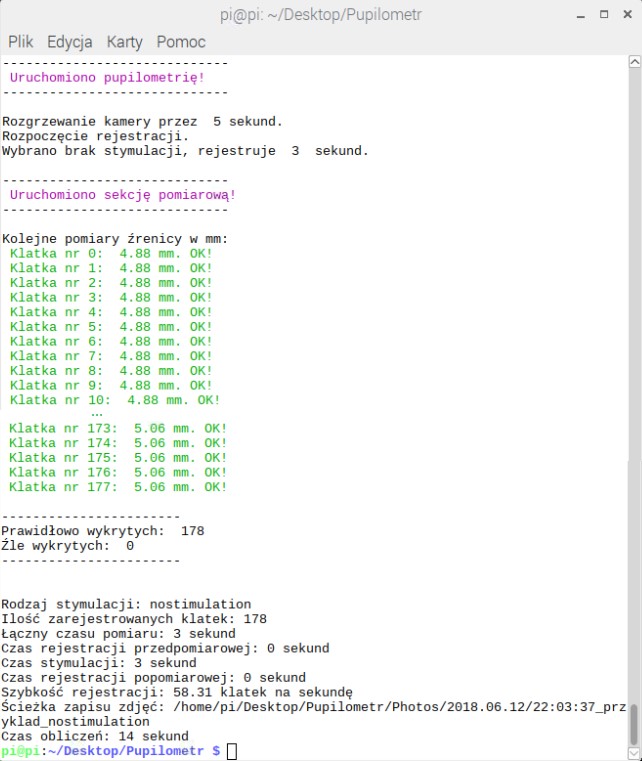 pi@pi: ~/Desktop/Pupilometr
Plik Edycja Karty Pomoc
-----------------------------
Uruchomiono pupilometrię!
-----------------------------
Rozgrzewanie kamery przez  5 sekund.
Rozpoczęcie rejestracji.
Wybrano brak stymulacji, rejestruje  3  sekund.
-----------------------------
Uruchomiono sekcję pomiarową!
-----------------------------
Kolejne pomiary źrenicy w mm:
Klatka nr 0:  4.88 mm. OK!
Klatka nr 1:  4.88 mm. OK!
Klatka nr 2:  4.88 mm. OK!
Klatka nr 3:  4.88 mm. OK!
Klatka nr 4:  4.88 mm. OK!
Klatka nr 5:  4.88 mm. OK!
Klatka nr 6:  4.88 mm. OK!
Klatka nr 7:  4.88 mm. OK!
Klatka nr 8:  4.88 mm. OK!
Klatka nr 9:  4.88 mm. OK!
Klatka nr 10:  4.88 mm. OK!
...
Klatka nr 173:  5.06 mm. OK!
Klatka nr 174:  5.06 mm. OK!
Klatka nr 175:  5.06 mm. OK!
Klatka nr 176:  5.06 mm. OK!
Klatka nr 177:  5.06 mm. OK!
-----------------------
Prawidłowo wykrytych:  178
Źle wykrytych:  0
-----------------------
Rodzaj stymulacji: nostimulation
Ilość zarejestrowanych klatek: 178
Łączny czasu pomiaru: 3 sekund
Czas rejestracji przedpomiarowej: 0 sekund
Czas stymulacji: 3 sekund
Czas rejestracji popomiarowej: 0 sekund
Szybkość rejestracji: 58.31 klatek na sekundę
Ścieżka zapisu zdjęć: /home/pi/Desktop/Pupilometr/Photos/2018.06.12/22:03:37_prz
yklad_nostimulation
Czas obliczeń: 14 sekund
pi@pi:~/Desktop/Pupilometr $